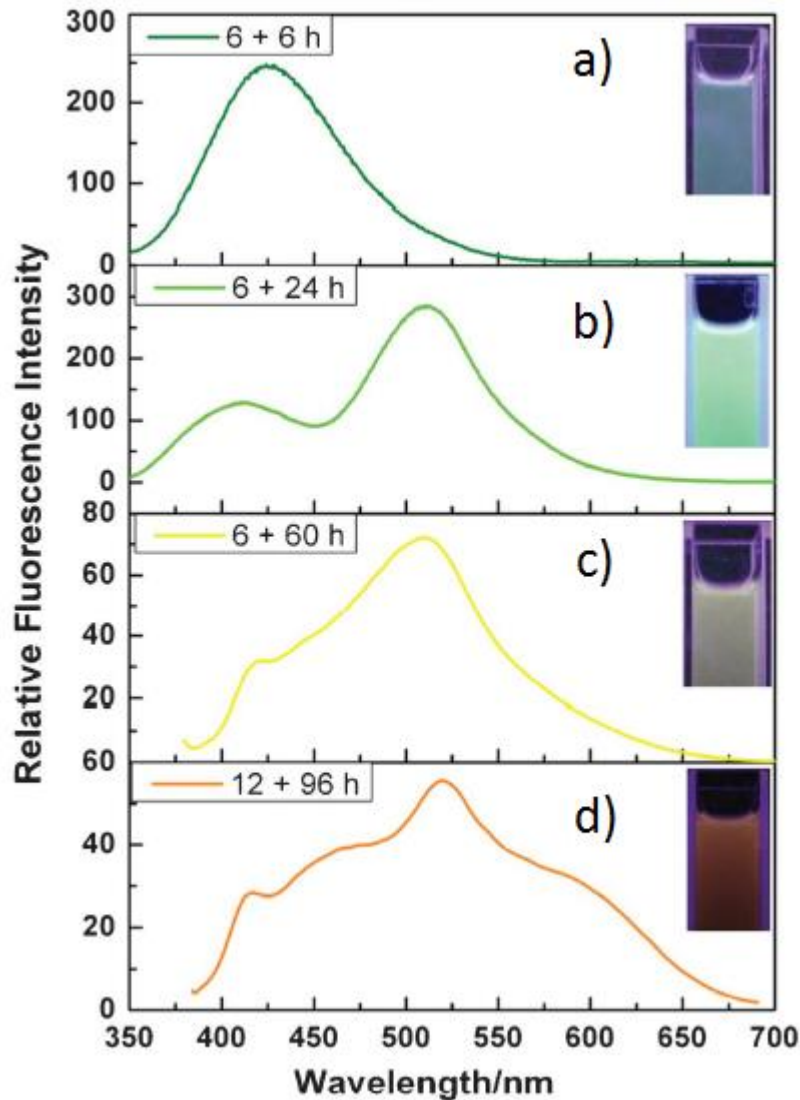 Relative Fluorescence Intensity
300
6 + 6 h
a)
200
100
0
300
6 + 24 h
b)
200
100
0
80
6 + 60 h
c)
60
40
20
60
12 + 96 h
d)
40
20
0
350 400 450 500 550 600 650 700
Wavelength/nm